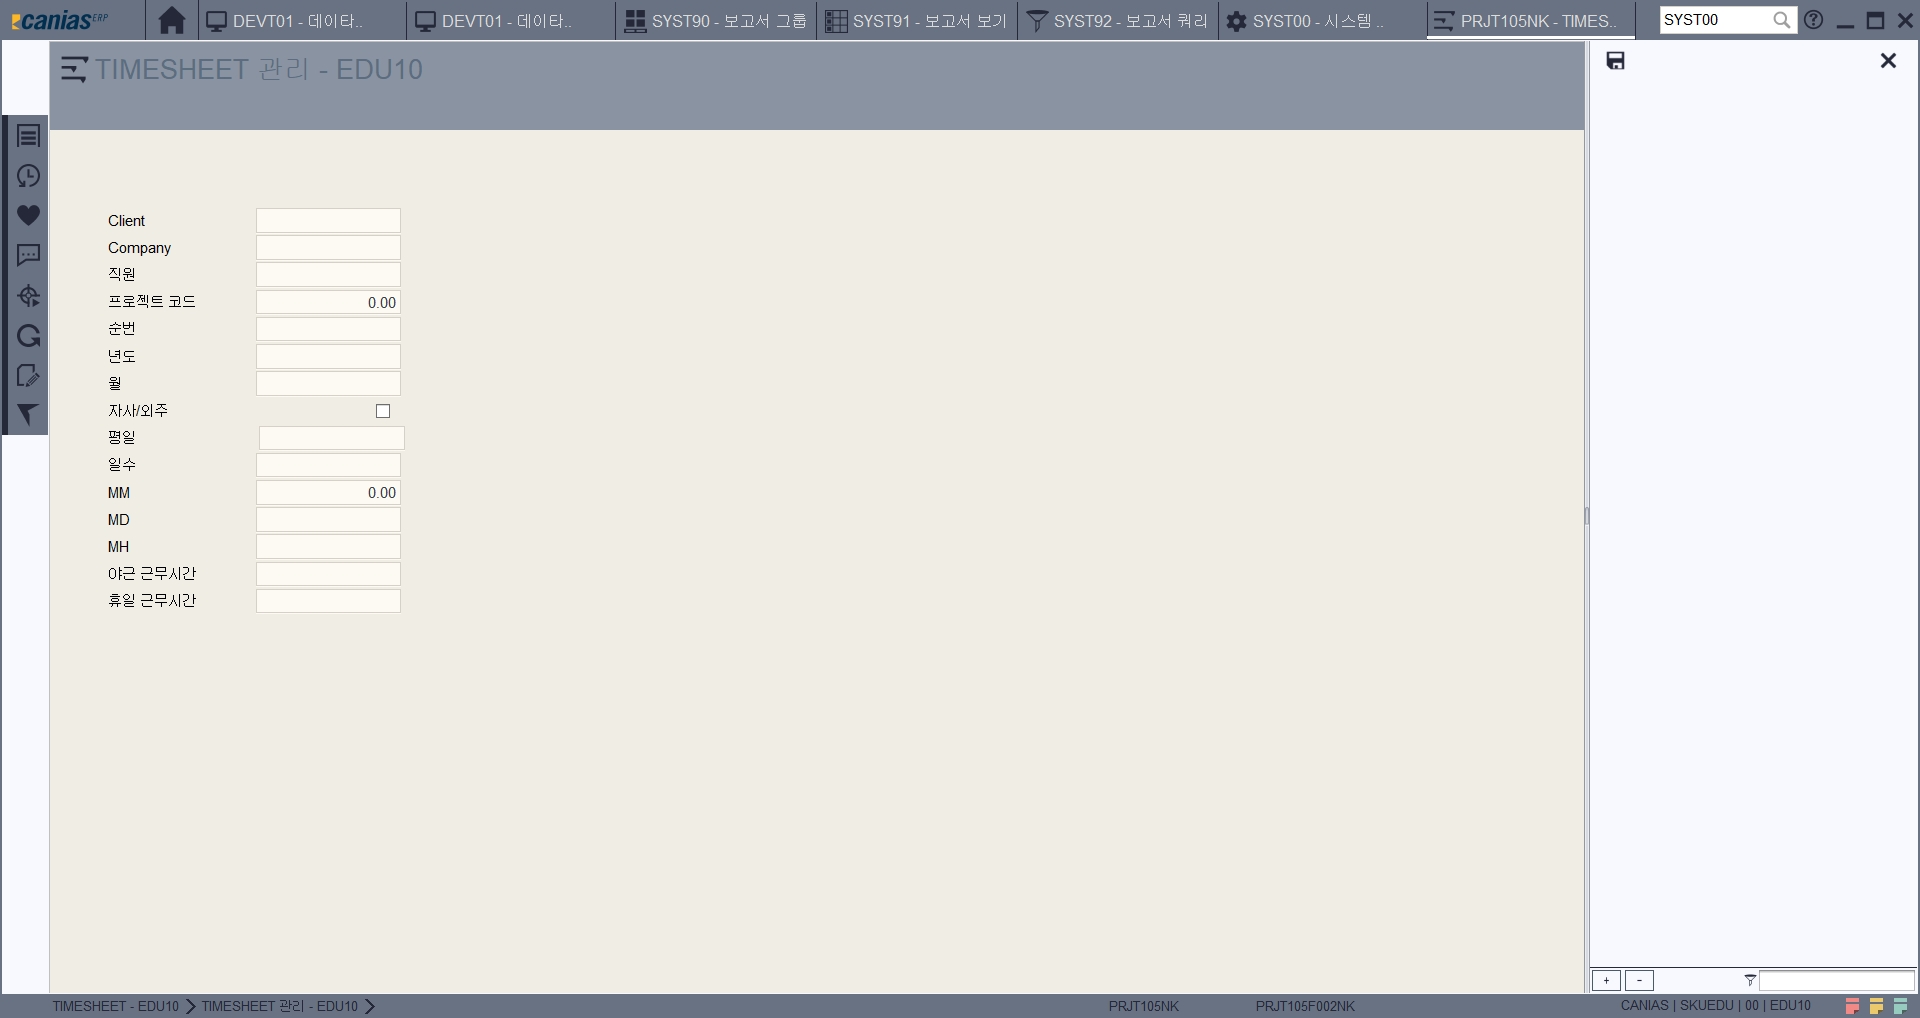 canias ERP
DEVT01 - 데이타..
DEVT01 - 데이타..
SYST90 - 보고서 그룹
SYST91 - 보고서 보기
SYST92 - 보고서 쿼리
SYST00 - 시스템 ..
PRJT105NK - TIMES..
SYST00
TIMESHEET 관리 - EDU10
Client
Company
직원
프로젝트 코드 0.00
순번
년도
월
자사/외주
평일
일수
MM 0.00
MD
MH
야근 근무시간
휴일 근무시간
+ -
TIMESHEET - EDU10 TIMESHEET 관리 - EDU10
PRJT105NK
PRJT105F002NK
CANIAS | SKUEDU | 00 | EDU10